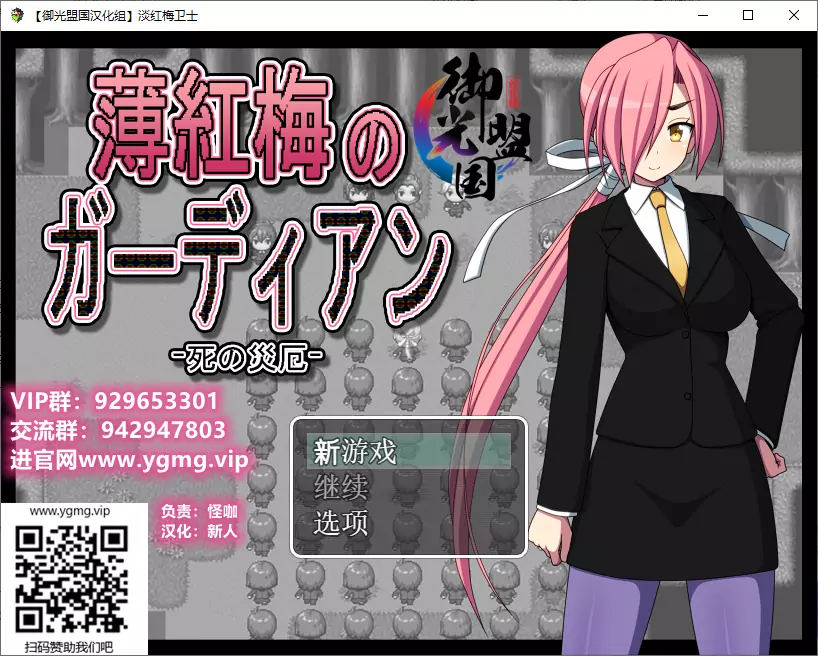 【御光盟国汉化组】淡红梅卫士
薄紅梅の
ガーディアン
-死の災厄-
御光盟国
VIP群：929653301
交流群：942947803
进官网www.ygmg.vip
www.ygmg.vip
负责：怪咖
汉化：新人
扫码赞助我们吧
新游戏
继续
选项